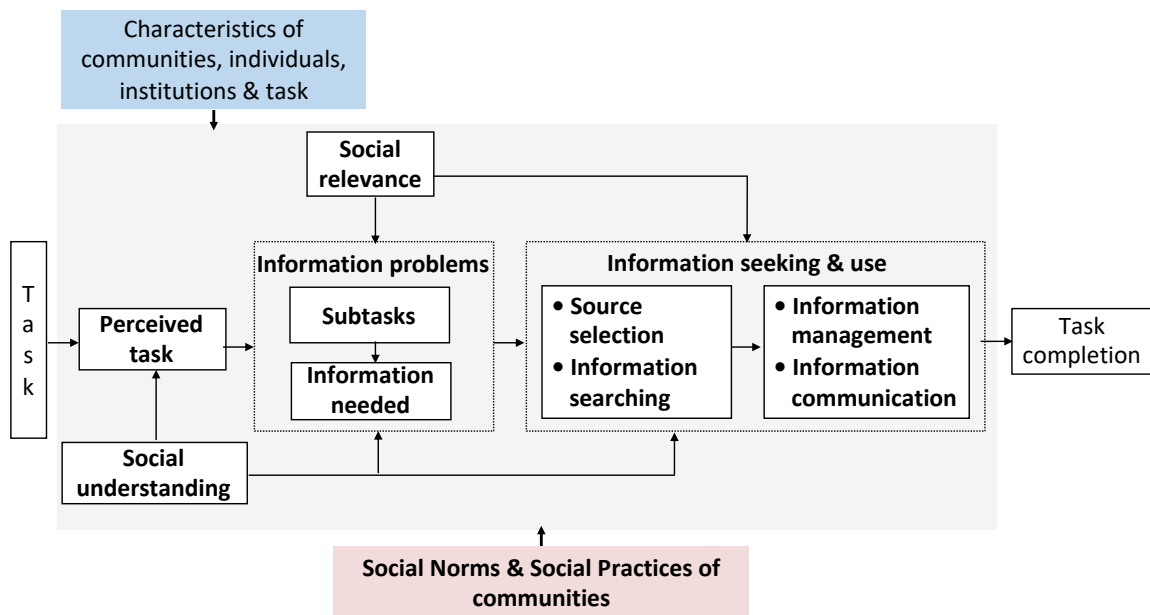 Characteristics of
communities, individuals,
institutions & task
Social
relevance
Information problems
Subtasks
Information
needed
Information seeking & use
• Source
selection
• Information
searching
• Information
management
• Information
communication
T
a
s
k
Perceived
task
Task
completion
Social
understanding
Social Norms & Social Practices of
communities